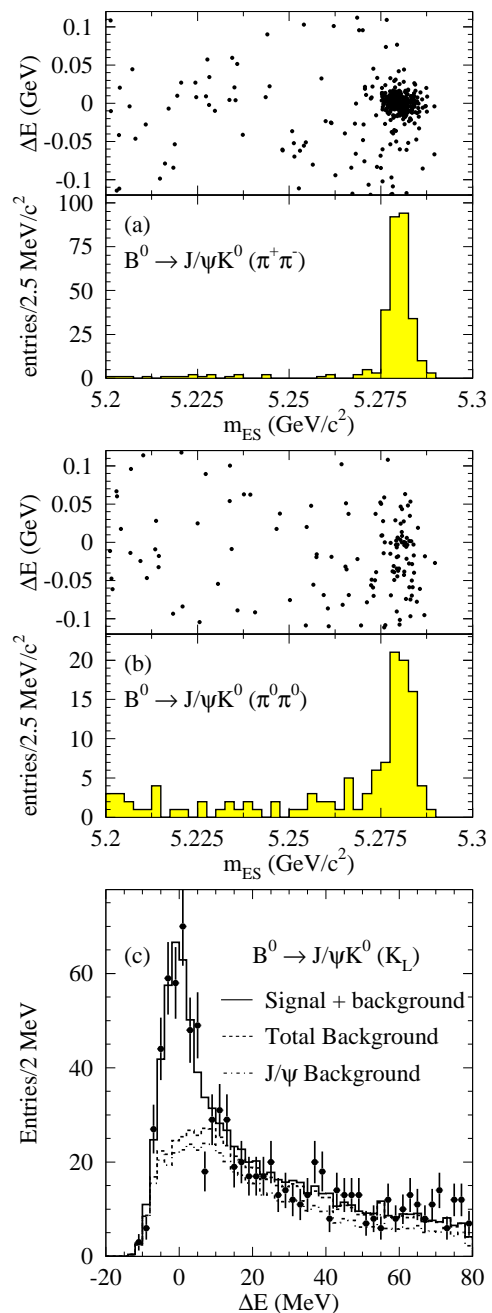 0.1
0.05
0
-0.05
-0.1
ΔE (GeV)
100
75
50
25
0
entries/2.5 MeV/c²
(a)
B⁰ → J/ψK⁰ (π⁺π⁻)
5.2 5.225 5.25 5.275 5.3
m_ES (GeV/c²)
0.1
0.05
0
-0.05
-0.1
ΔE (GeV)
20
15
10
5
0
entries/2.5 MeV/c²
(b)
B⁰ → J/ψK⁰ (π⁰π⁰)
5.2 5.225 5.25 5.275 5.3
m_ES (GeV/c²)
60
40
20
0
Entries/2 MeV
(c) B⁰ → J/ψK⁰ (K_L)
Signal + background
Total Background
J/ψ Background
-20 0 20 40 60 80
ΔE (MeV)